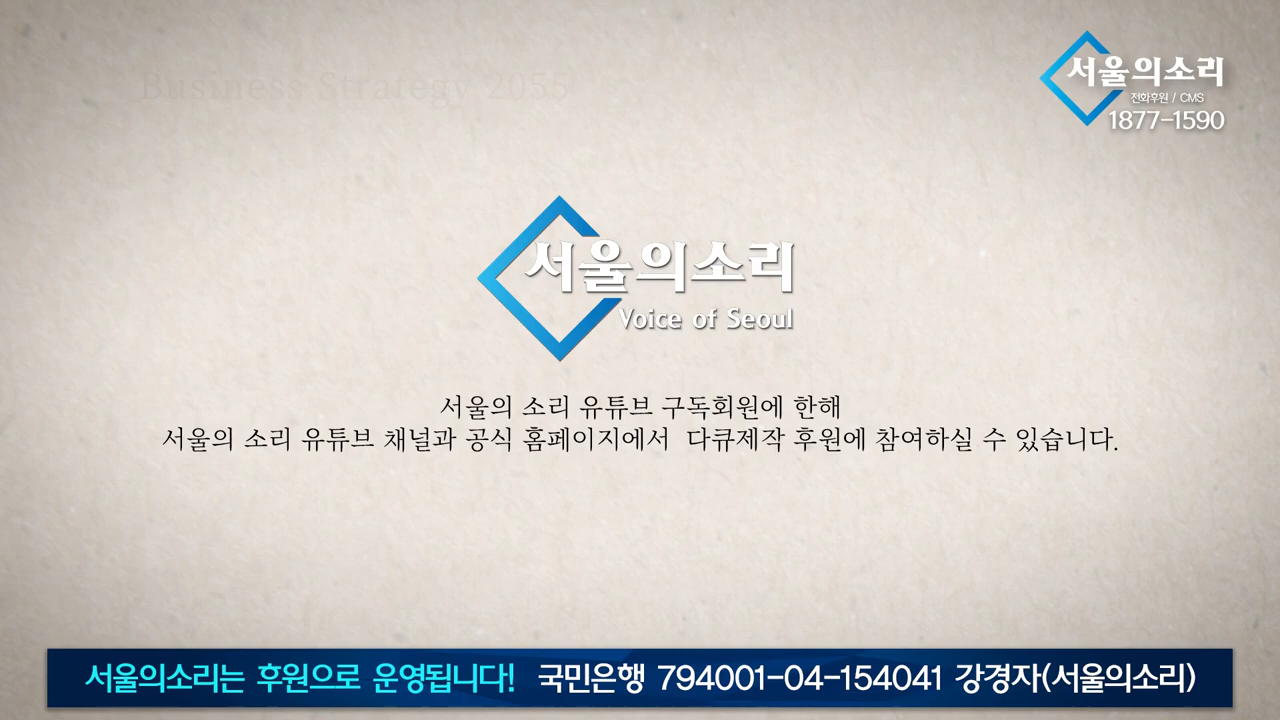 Business Strategy 2055
서울의소리
전화후원 / CMS
1877-1590
서울의소리
Voice of Seoul
서울의 소리 유튜브 구독회원에 한해
서울의 소리 유튜브 채널과 공식 홈페이지에서 다큐제작 후원에 참여하실 수 있습니다.
서울의소리는 후원으로 운영됩니다! 국민은행 794001-04-154041 강경자(서울의소리)